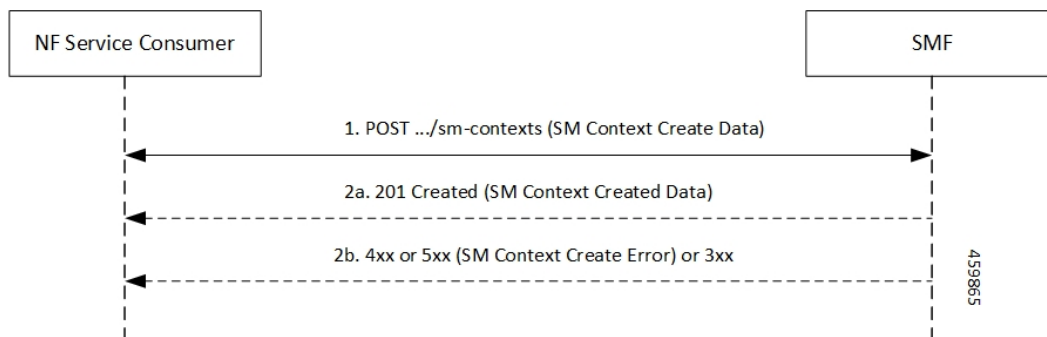 NF Service Consumer
SMF
1. POST .../sm-contexts (SM Context Create Data)
2a. 201 Created (SM Context Created Data)
2b. 4xx or 5xx (SM Context Create Error) or 3xx
459865